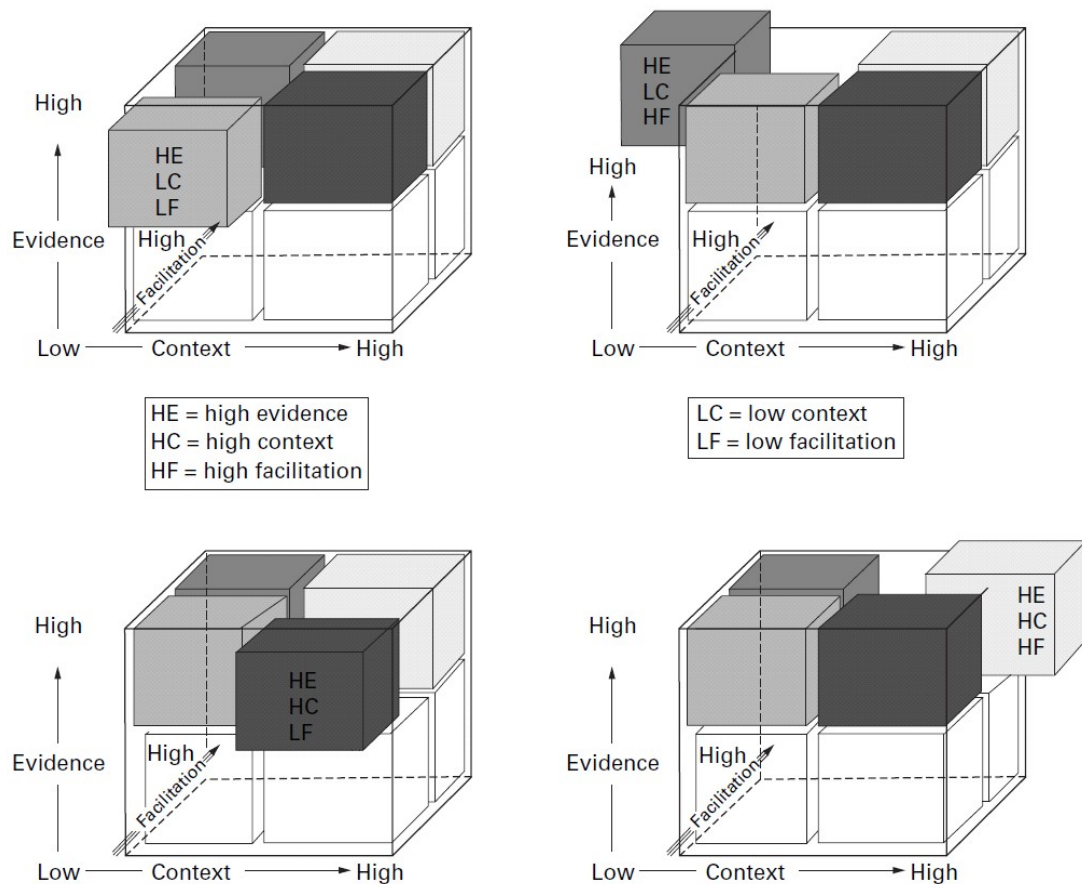 High
HE
LC
LF
Evidence
High
Facilitation
Low
Context
High
HE
LC
HF
High
Evidence
High
Facilitation
Low
Context
High
HE = high evidence
HC = high context
HF = high facilitation
LC = low context
LF = low facilitation
High
HE
HC
LF
Evidence
High
Facilitation
Low
Context
High
High
HE
HC
HF
Evidence
High
Facilitation
Low
Context
High